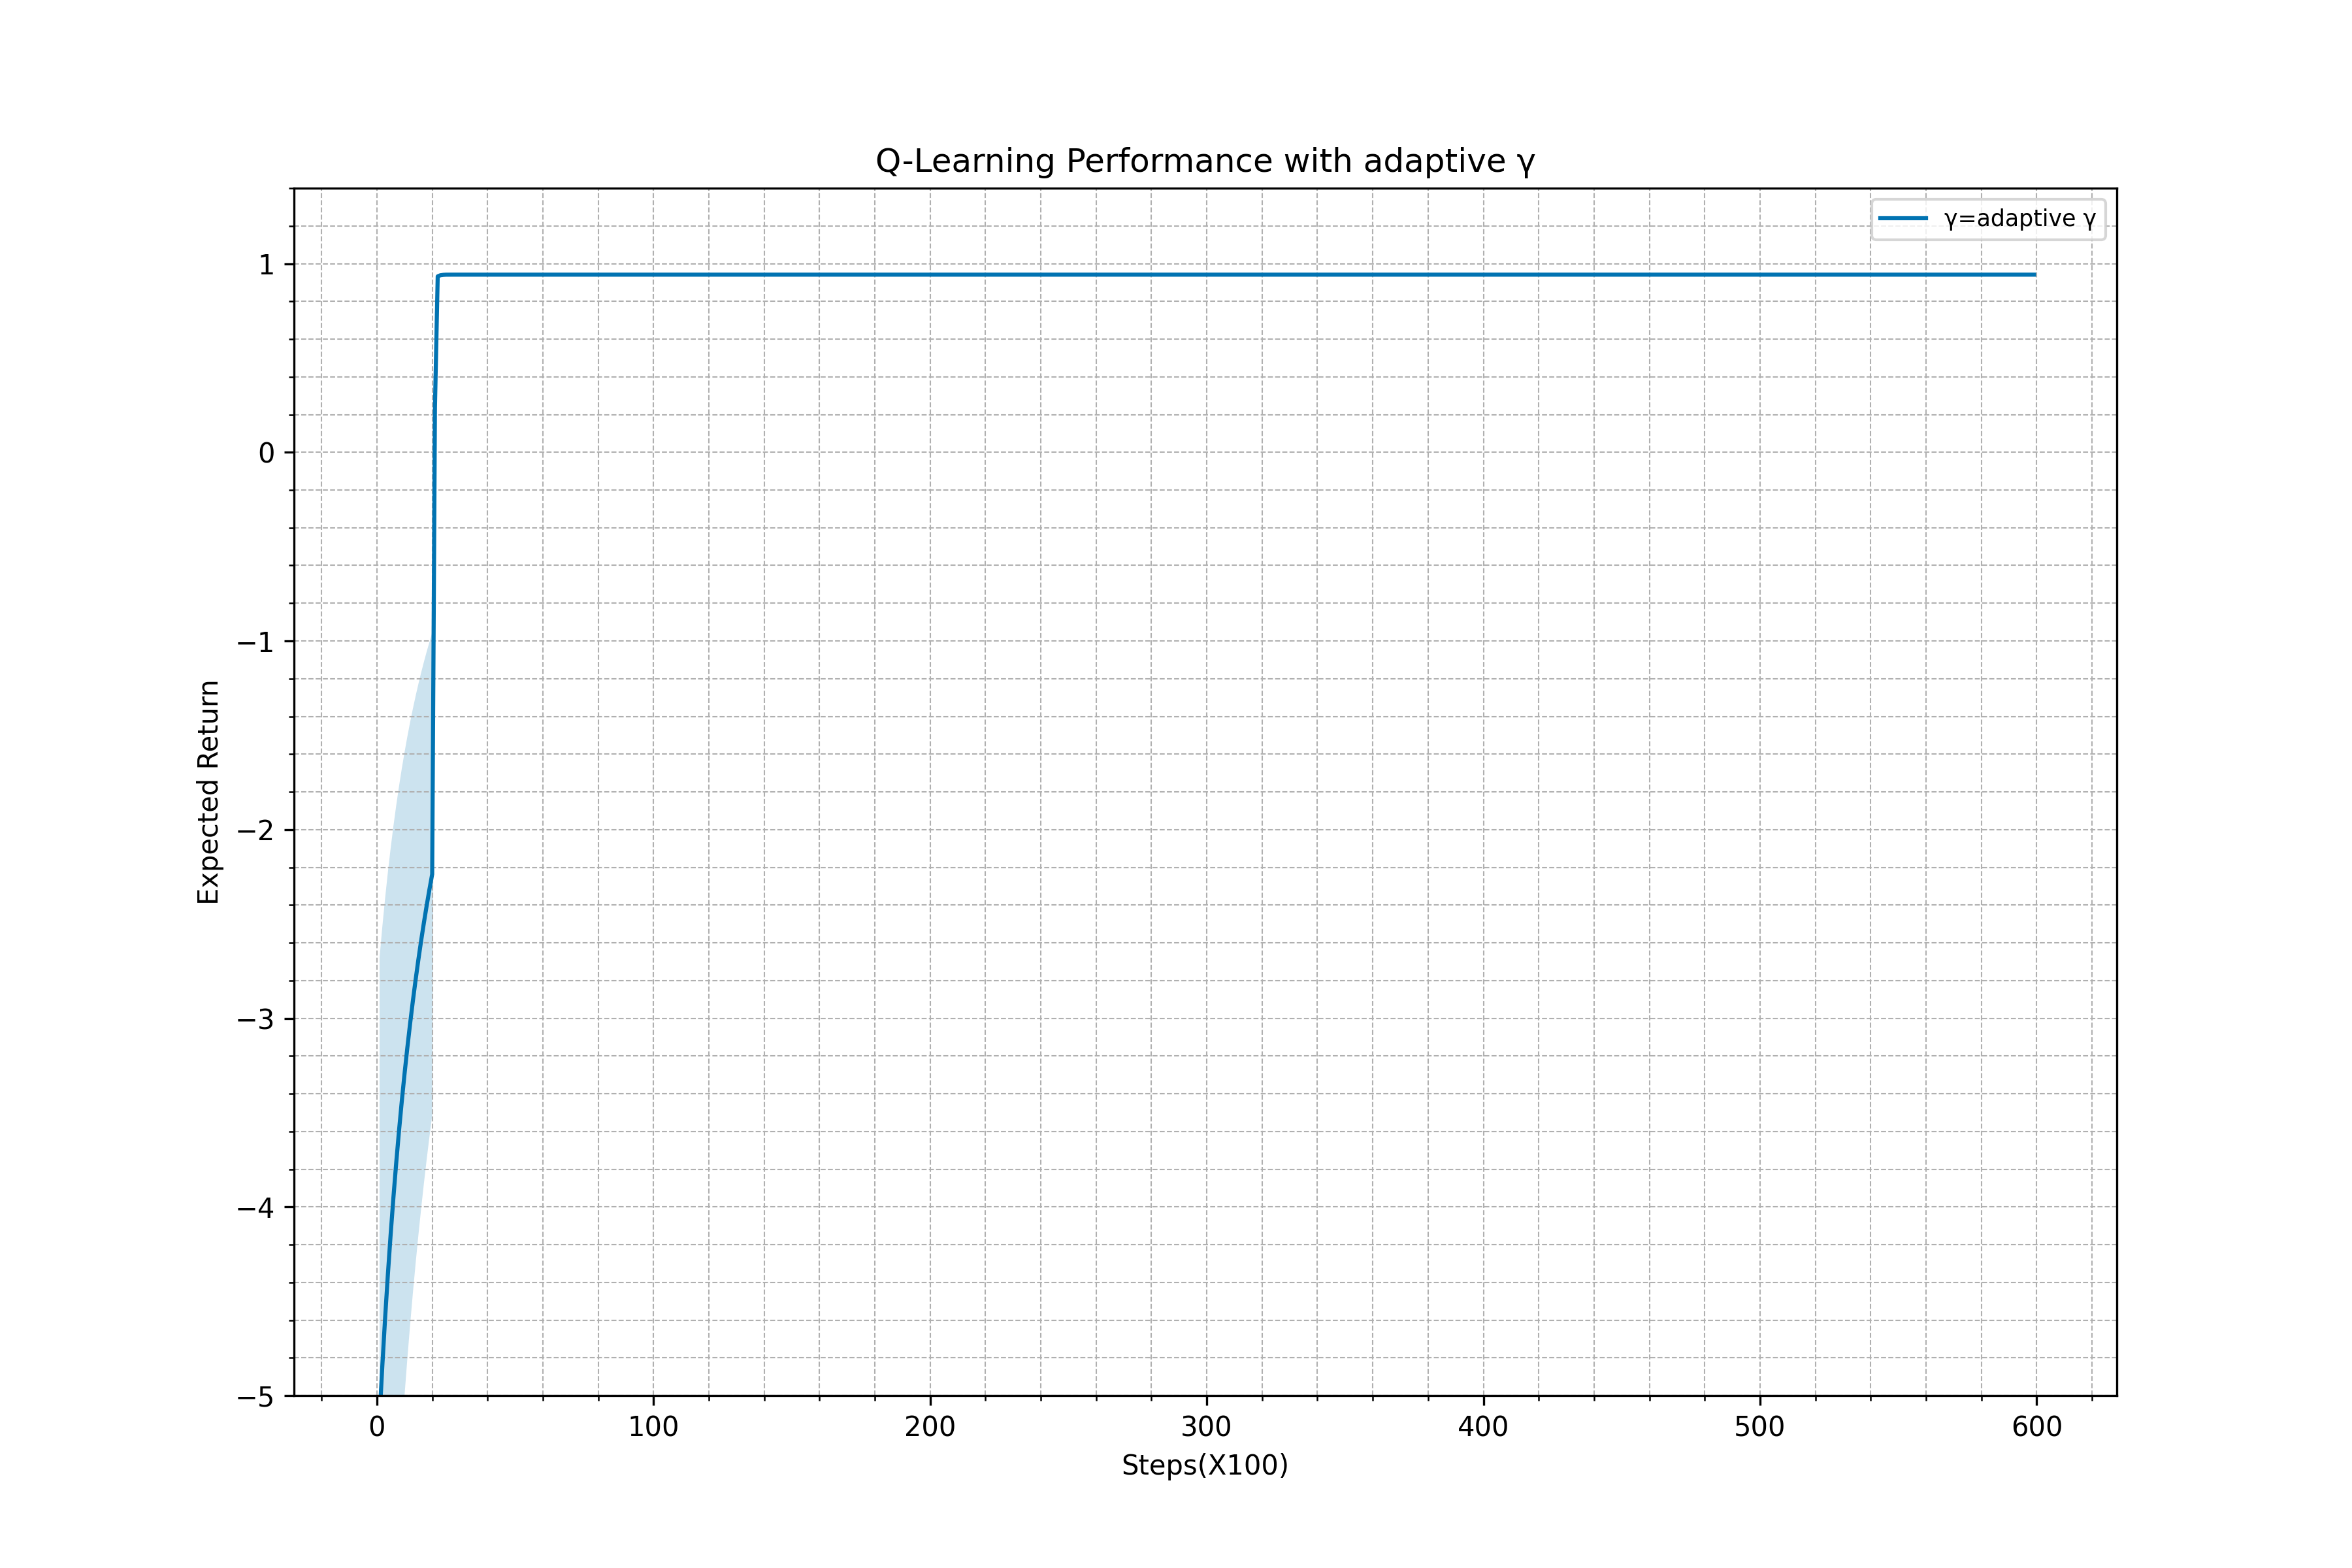 Q-Learning Performance with adaptive γ
γ=adaptive γ
1
0
−1
−2
−3
−4
−5
Expected Return
0 100 200 300 400 500 600
Steps(X100)